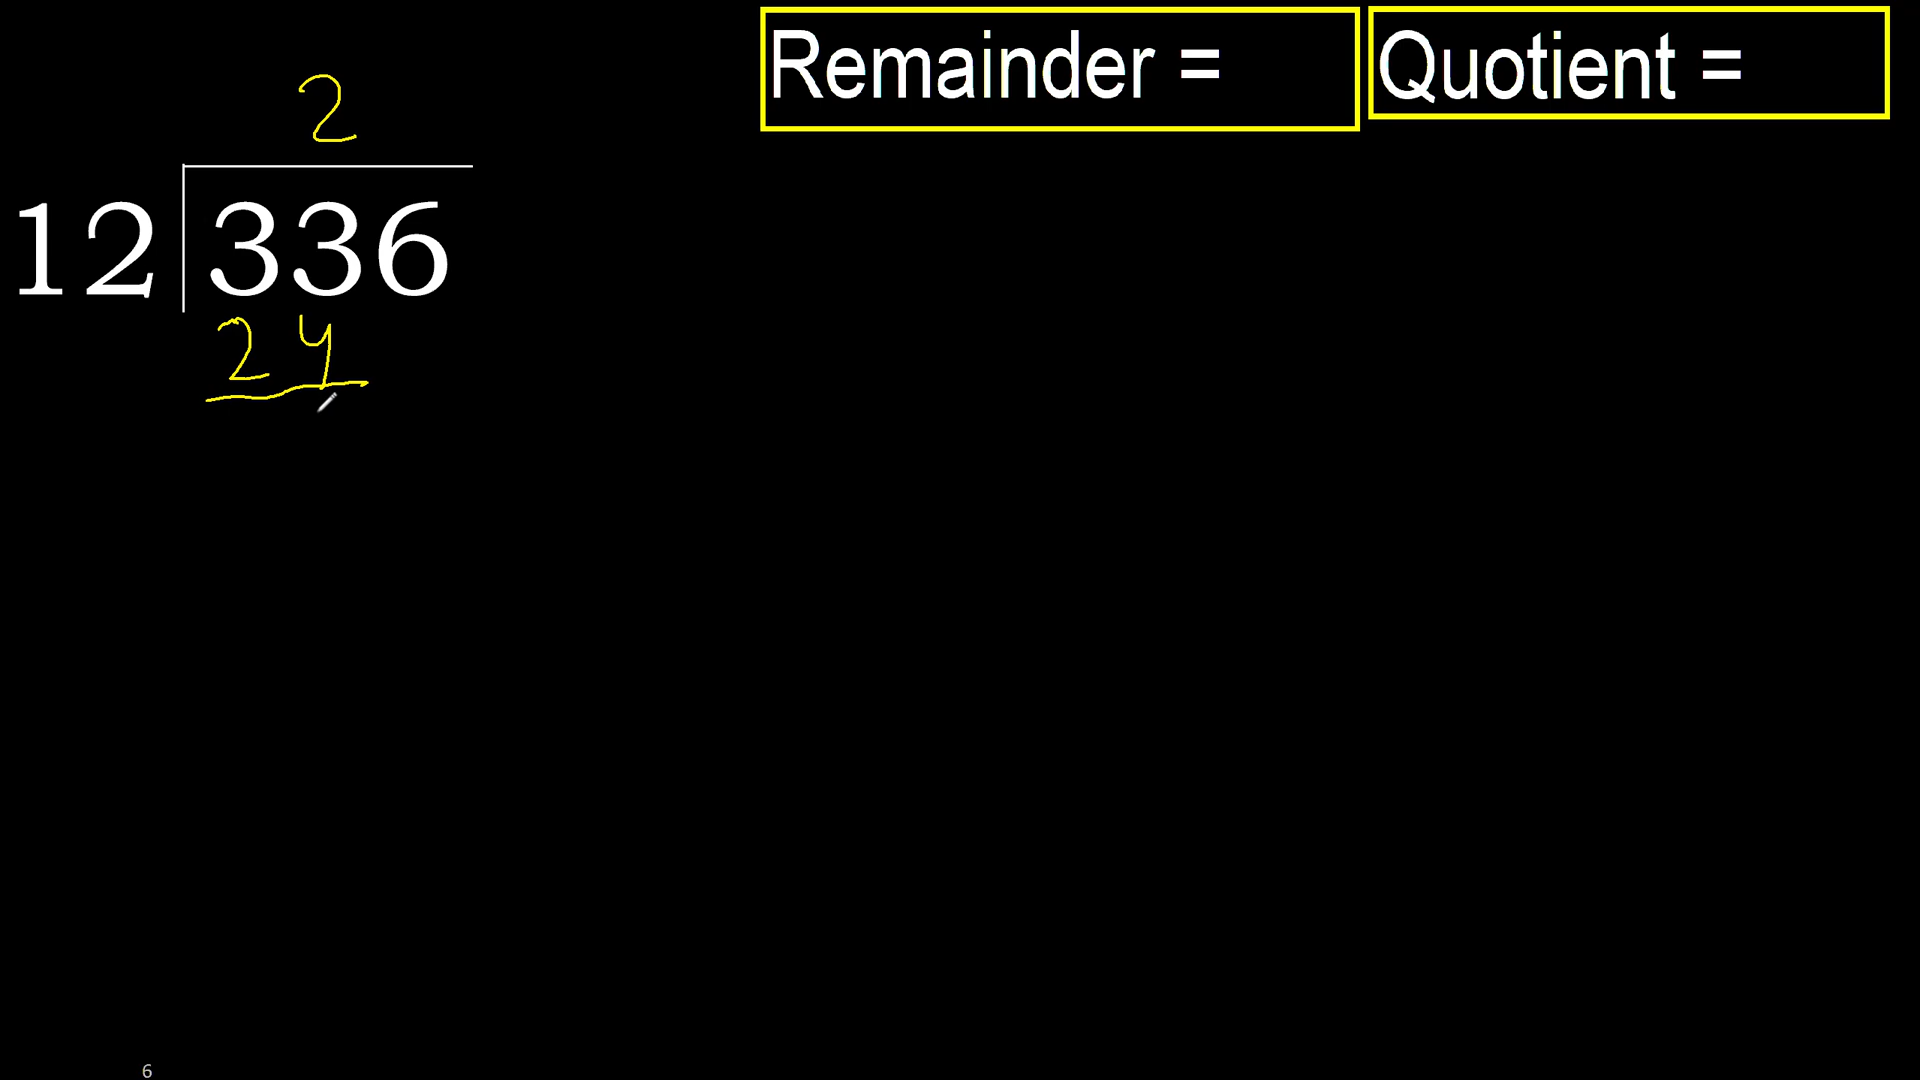 Remainder =
Quotient =
2
12 336
24
6